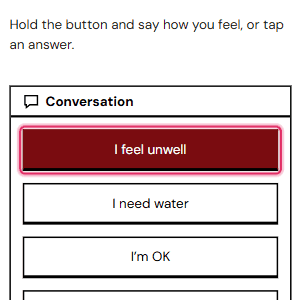 Hold the button and say how you feel, or tap
an answer.
Conversation
I feel unwell
I need water
I'm OK